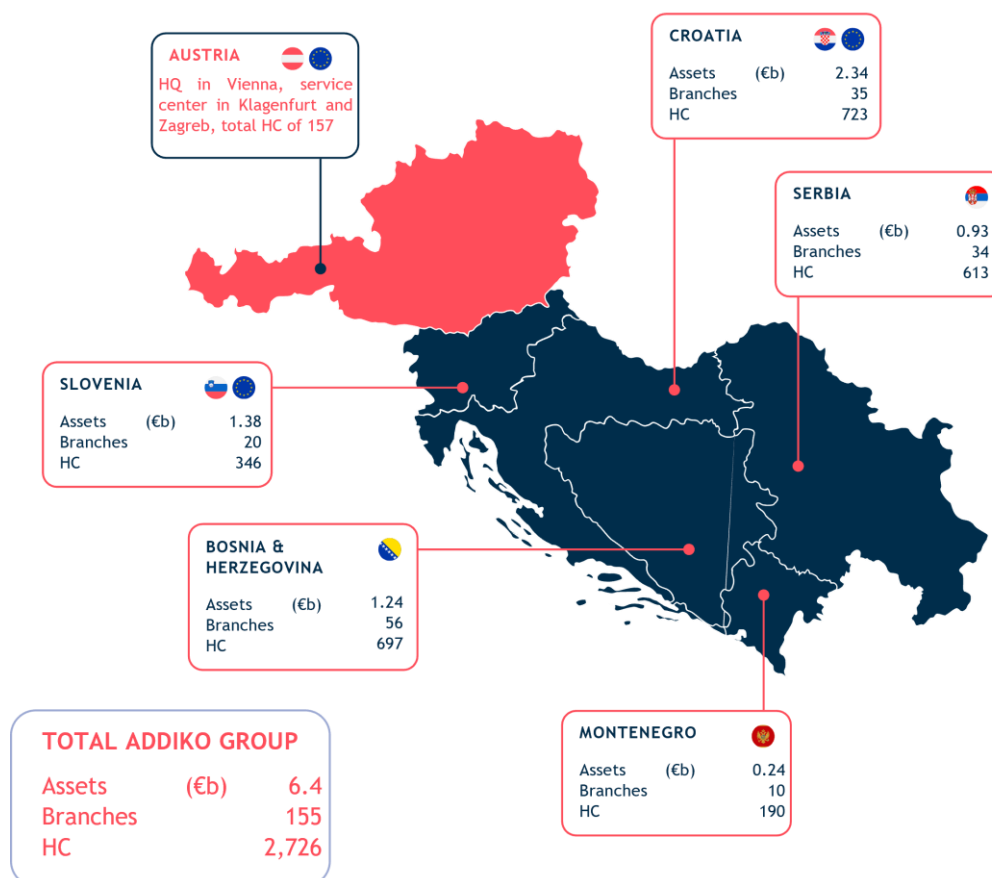 AUSTRIA
HQ in Vienna, service
center in Klagenfurt and
Zagreb, total HC of 157
CROATIA
Assets (€b) 2.34
Branches 35
HC 723
SERBIA
Assets (€b) 0.93
Branches 34
HC 613
SLOVENIA
Assets (€b) 1.38
Branches 20
HC 346
BOSNIA &
HERZEGOVINA
Assets (€b) 1.24
Branches 56
HC 697
MONTENEGRO
Assets (€b) 0.24
Branches 10
HC 190
TOTAL ADDIKO GROUP
Assets (€b) 6.4
Branches 155
HC 2,726